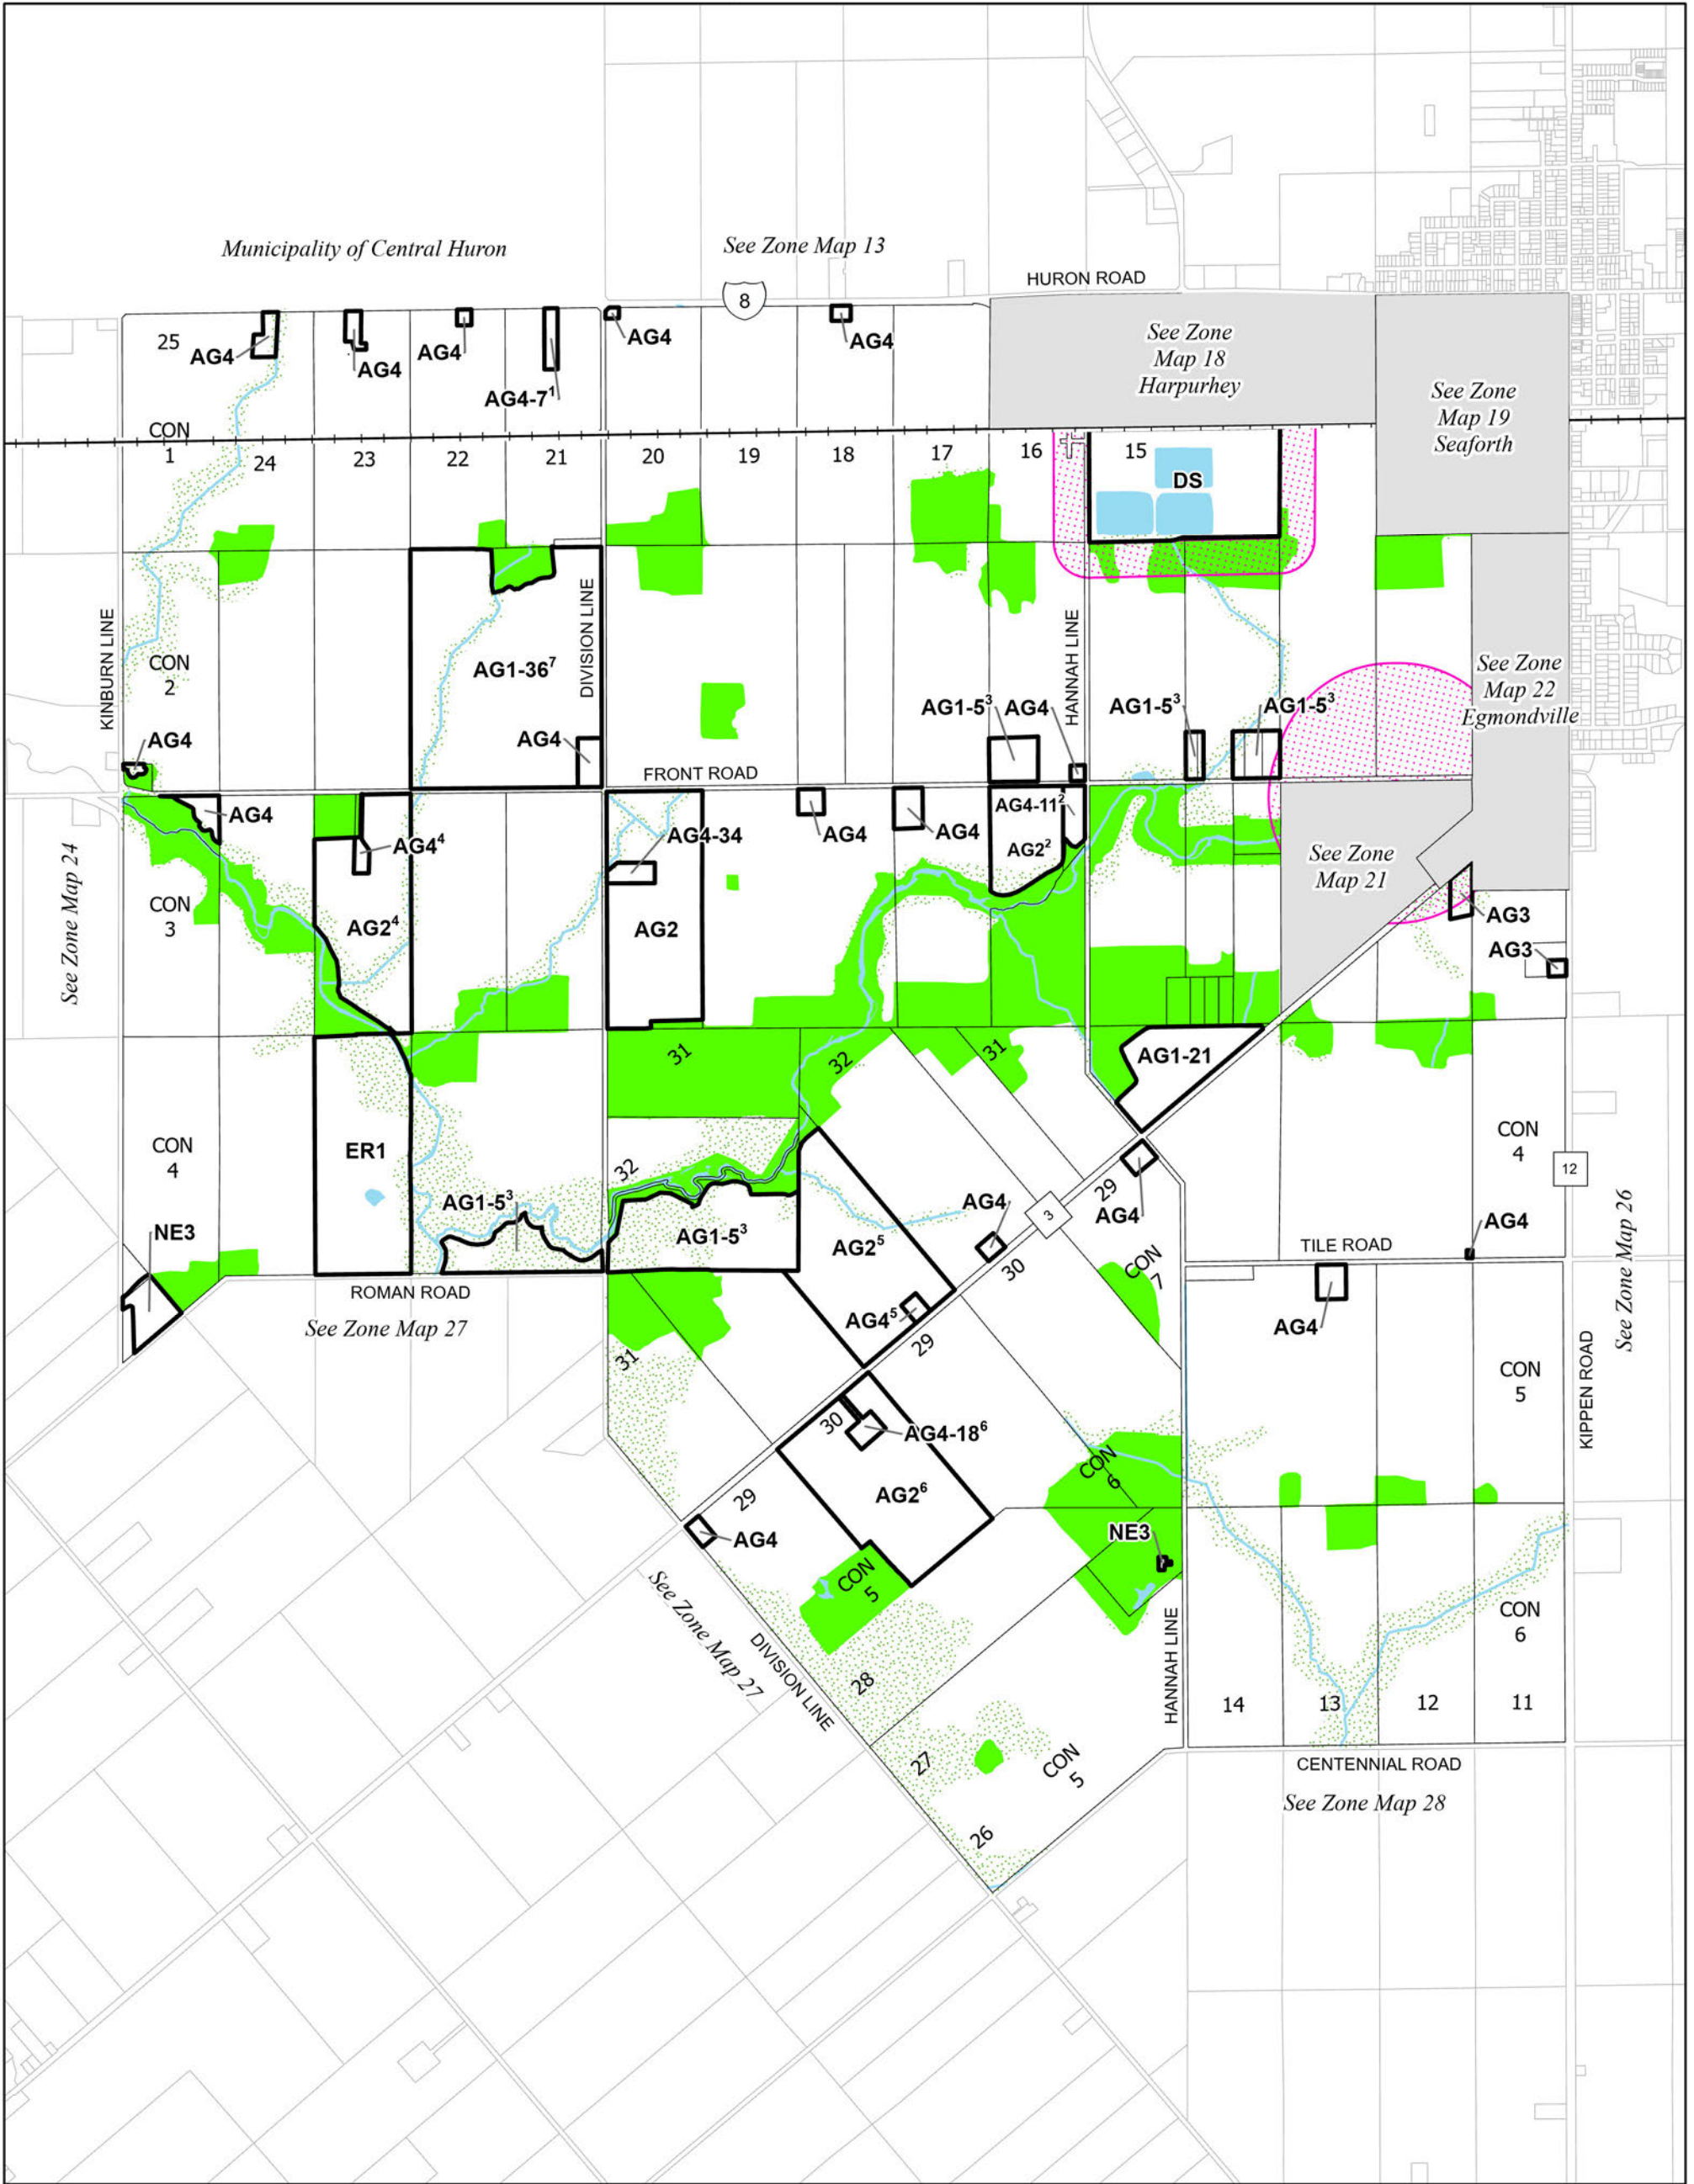 HURON ROAD
Municipality of Central Huron
See Zone Map 13
8
See Zone
Map 18
Harpurhey
25
AG4
AG4
AG4
AG4-7¹
AG4
AG4
See Zone
Map 19
Seaforth
CON
1
24
23
22
21
20
19
18
17
16
15
DS
KINBURN LINE
CON
2
AG1-36⁷
DIVISION LINE
HANNAH LINE
See Zone
Map 22
Egmondville
AG1-5³
AG4
AG1-5³
AG1-5³
AG4
AG4
FRONT ROAD
AG4
AG4⁴
AG4-34
AG4
AG4
AG4-11²
AG2²
See Zone
Map 21
See Zone Map 24
CON
3
AG2⁴
AG2
AG3
AG3
31
32
31
AG1-21
CON
4
ER1
32
CON
4
12
AG1-5³
AG1-5³
AG4
29
AG4
3
AG4
NE3
AG2⁵
30
CON
7
TILE ROAD
See Zone Map 26
ROMAN ROAD
See Zone Map 27
AG4⁵
29
AG4
31
CON
5
KIPPEN ROAD
30
AG4-18⁶
CON
6
AG2⁶
29
AG4
NE3
CON
5
See Zone Map 27
DIVISION LINE
CON
6
28
HANNAH LINE
14
13
12
11
27
CON
5
CENTENNIAL ROAD
See Zone Map 28
26